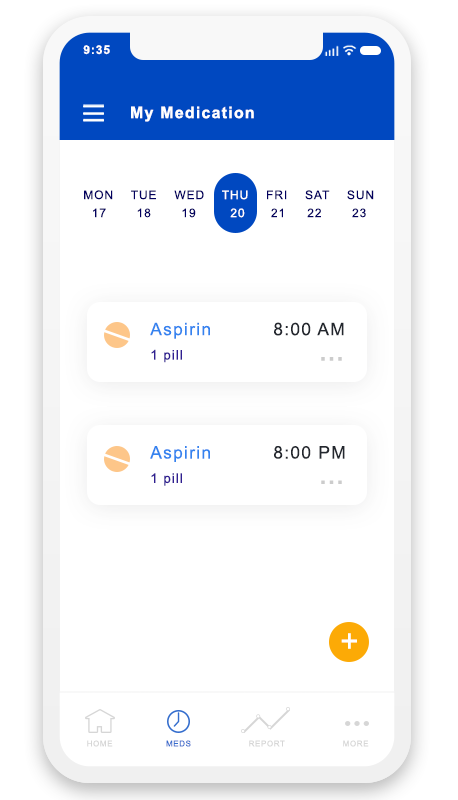 9:35
My Medication
MON TUE WED THU FRI SAT SUN
17 18 19 20 21 22 23
Aspirin 8:00 AM
1 pill
Aspirin 8:00 PM
1 pill
HOME MEDS REPORT MORE